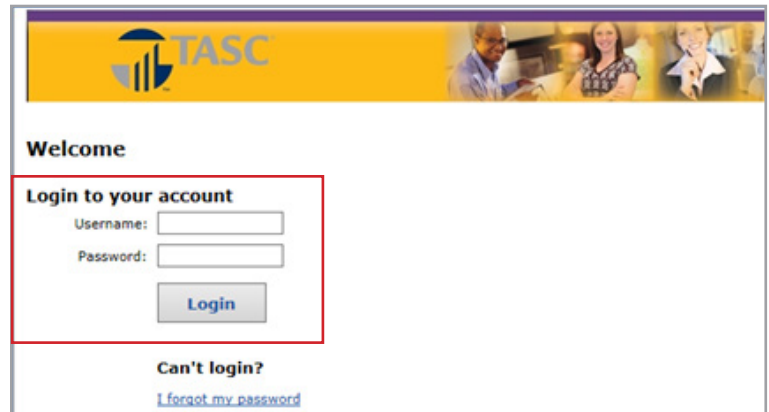 TASC
Welcome
Login to your account
Username:
Password:
Login
Can't login?
I forgot my password